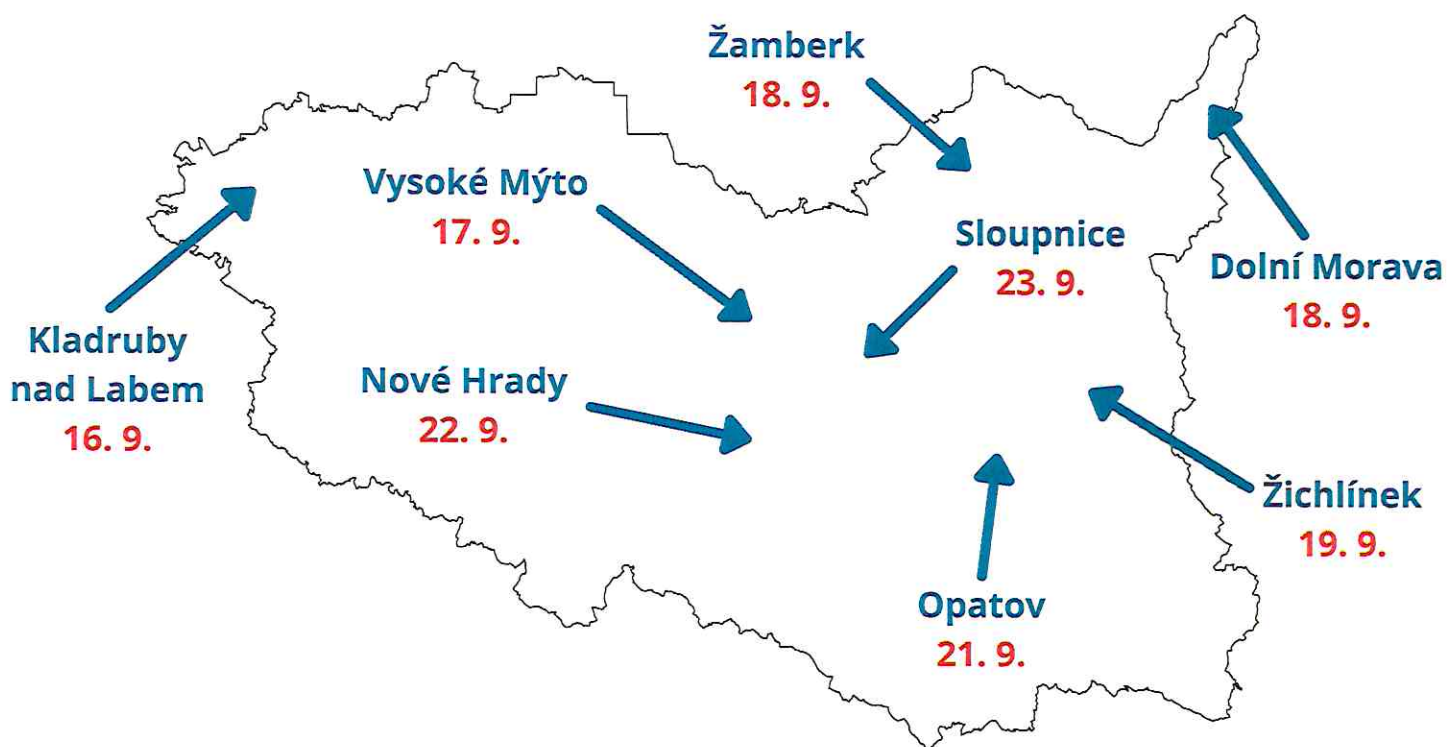 Žamberk
18. 9.
Vysoké Mýto
17. 9.
Sloupnice
23. 9.
Dolní Morava
18. 9.
Kladruby
nad Labem
16. 9.
Nové Hrady
22. 9.
Žichlínek
19. 9.
Opatov
21. 9.